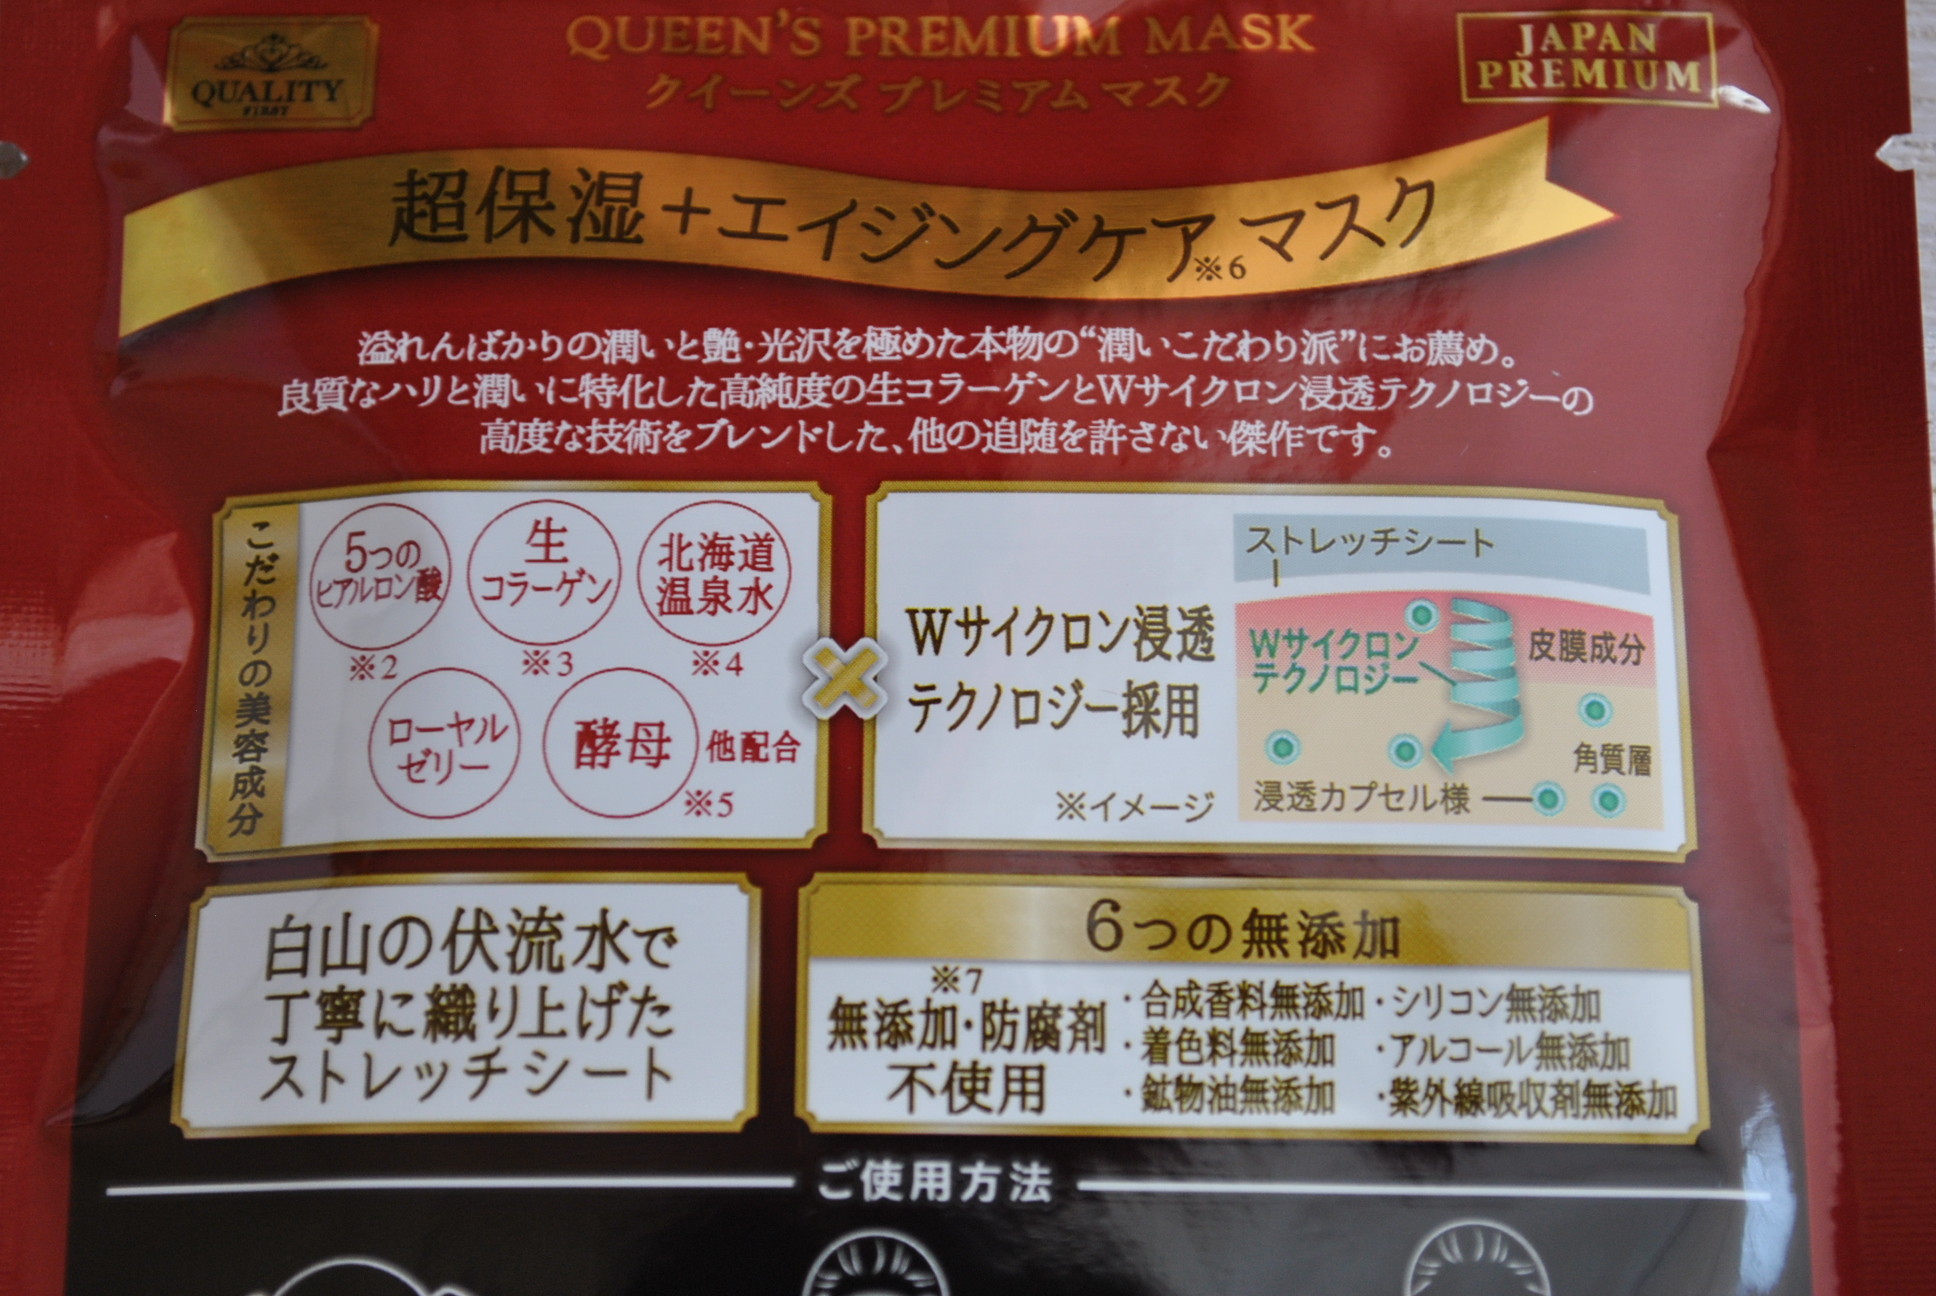 QUALITY
FIRST
QUEEN'S PREMIUM MASK
クイーンズ プレミアム マスク
JAPAN
PREMIUM
超保湿+エイジングケア※6マスク
溢れんばかりの潤いと艶・光沢を極めた本物の“潤いこだわり派”にお薦め。
良質なハリと潤いに特化した高純度の生コラーゲンとWサイクロン浸透テクノロジーの
高度な技術をブレンドした、他の追随を許さない傑作です。
こだわりの美容成分
5つの
ヒアルロン酸
※2
生
コラーゲン
※3
北海道
温泉水
※4
ローヤル
ゼリー
酵母
※5
他配合
×
Wサイクロン浸透
テクノロジー採用
※イメージ
ストレッチシート
Wサイクロン
テクノロジー
皮膜成分
角質層
浸透カプセル様
白山の伏流水で
丁寧に織り上げた
ストレッチシート
6つの無添加
※7
無添加・防腐剤
不使用
・合成香料無添加
・着色料無添加
・鉱物油無添加
・シリコン無添加
・アルコール無添加
・紫外線吸収剤無添加
ご使用方法